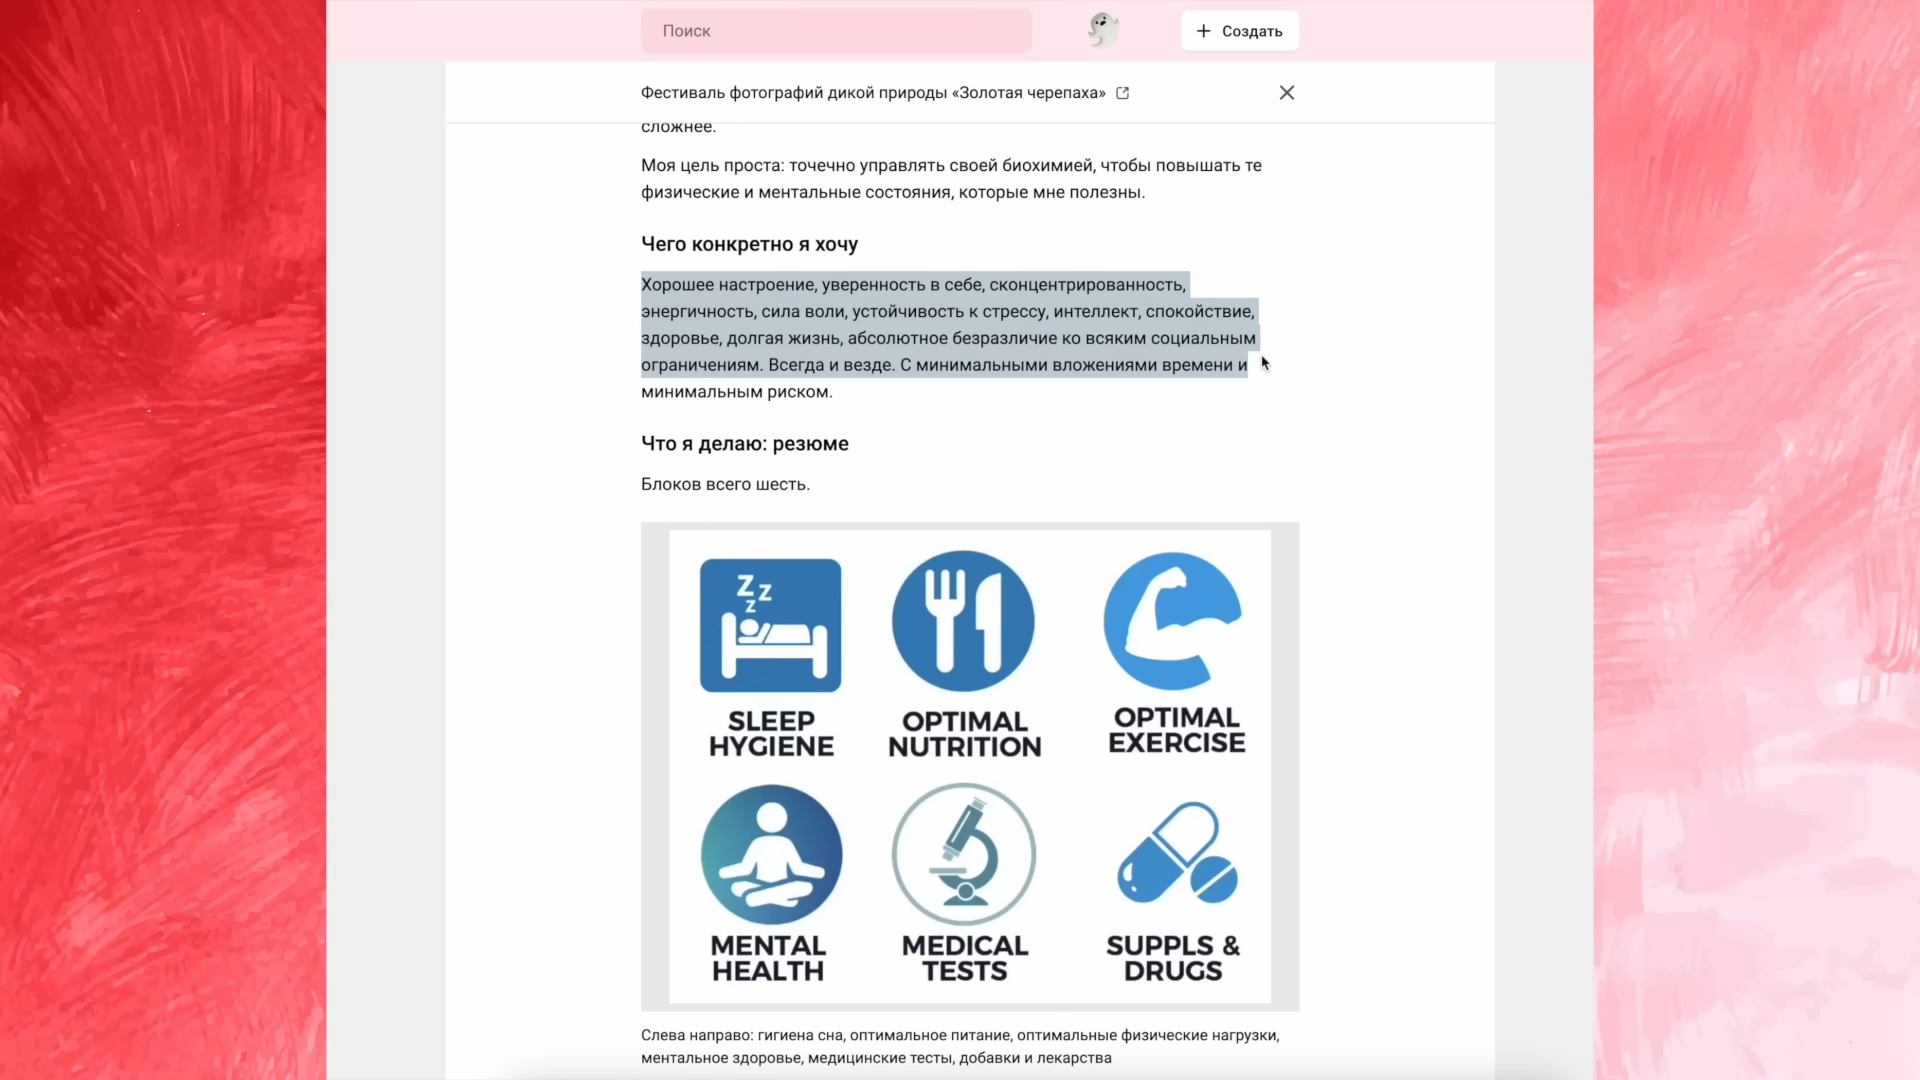 Поиск
Создать
Фестиваль фотографий дикой природы «Золотая черепаха»
сложнее.
Моя цель проста: точечно управлять своей биохимией, чтобы повышать те
физические и ментальные состояния, которые мне полезны.
Чего конкретно я хочу
Хорошее настроение, уверенность в себе, сконцентрированность,
энергичность, сила воли, устойчивость к стрессу, интеллект, спокойствие,
здоровье, долгая жизнь, абсолютное безразличие ко всяким социальным
ограничениям. Всегда и везде. С минимальными вложениями времени и
минимальным риском.
Что я делаю: резюме
Блоков всего шесть.
Z Z
Z
SLEEP
HYGIENE
OPTIMAL
NUTRITION
OPTIMAL
EXERCISE
MENTAL
HEALTH
MEDICAL
TESTS
SUPPLS &
DRUGS
Слева направо: гигиена сна, оптимальное питание, оптимальные физические нагрузки,
ментальное здоровье, медицинские тесты, добавки и лекарства